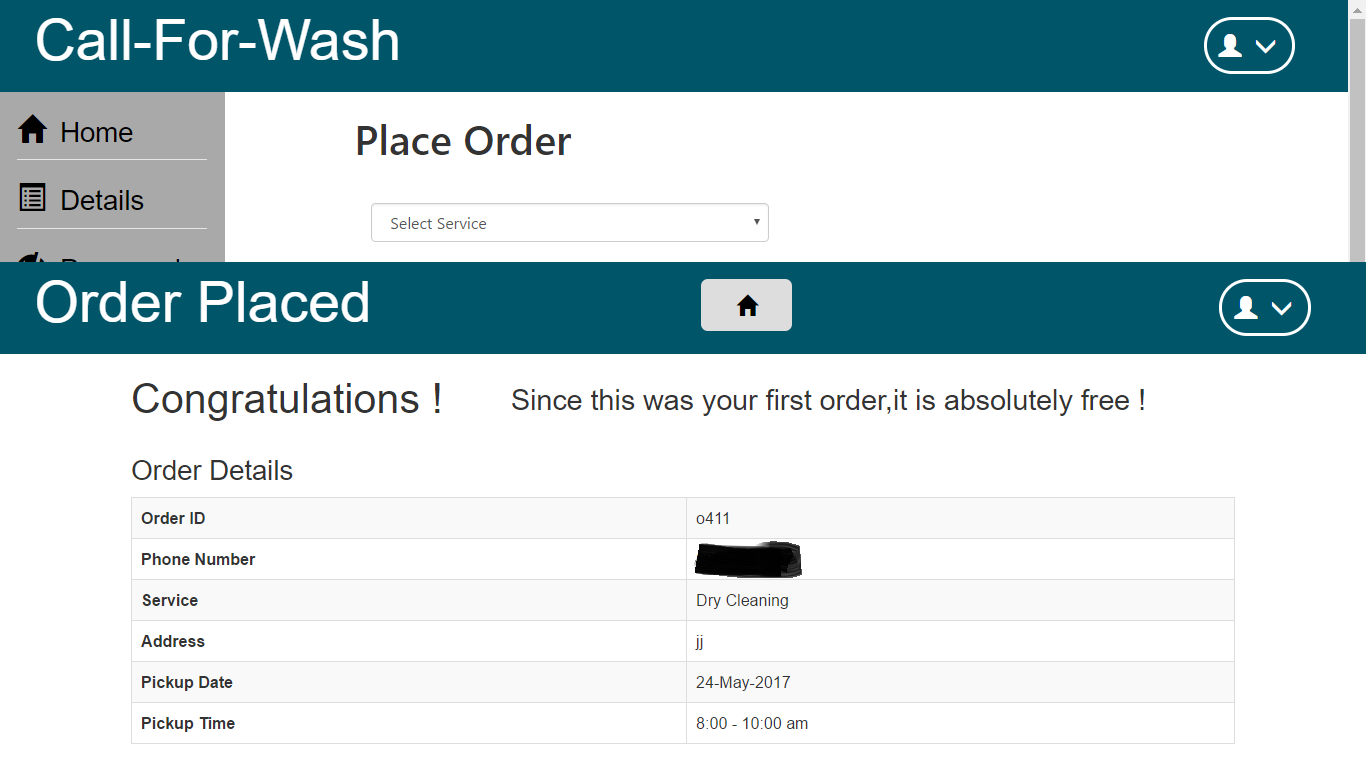 Call-For-Wash
Home
Place Order
Details
Select Service
Order Placed
Congratulations !
Since this was your first order,it is absolutely free !
Order Details
Order ID o411
Phone Number
Service Dry Cleaning
Address jj
Pickup Date 24-May-2017
Pickup Time 8:00 - 10:00 am